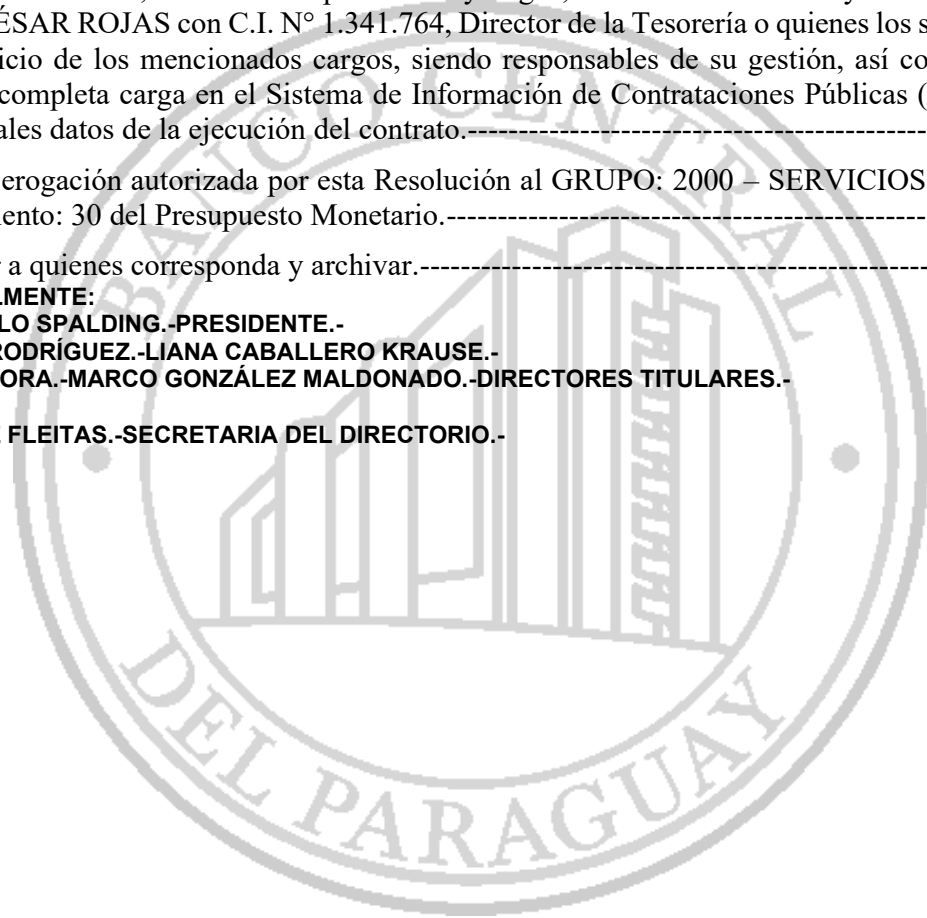 ÉSAR ROJAS con C.I. N° 1.341.764, Director de la Tesorería o quienes los s
icio de los mencionados cargos, siendo responsables de su gestión, así co
completa carga en el Sistema de Información de Contrataciones Públicas (
ales datos de la ejecución del contrato.-------------------------------------------
erogación autorizada por esta Resolución al GRUPO: 2000 – SERVICIOS
ento: 30 del Presupuesto Monetario.---------------------------------------------
r a quienes corresponda y archivar.------------------------------------------------
LMENTE:
LO SPALDING.-PRESIDENTE.-
RODRÍGUEZ.-LIANA CABALLERO KRAUSE.-
ORA.-MARCO GONZÁLEZ MALDONADO.-DIRECTORES TITULARES.-
FLEITAS.-SECRETARIA DEL DIRECTORIO.-
BANCO CENTRAL
DEL PARAGUAY